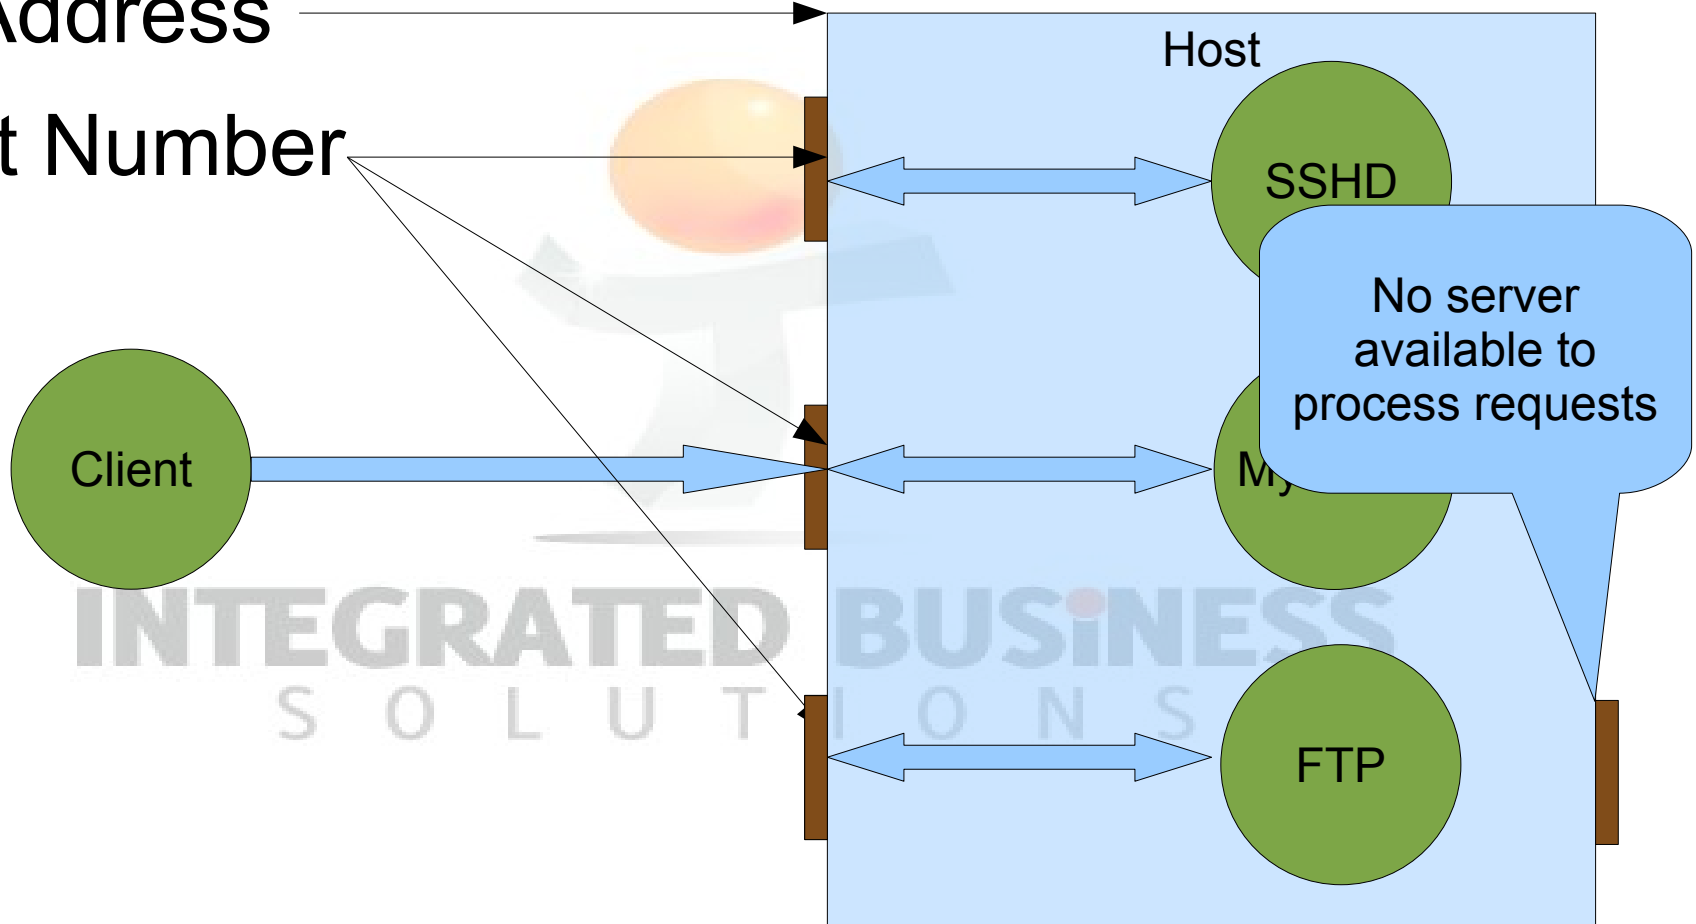 Address
Host
t Number
SSHD
No server
available to
process requests
Client
INTEGRATED BUSiNESS
SOLUTIONS
FTP